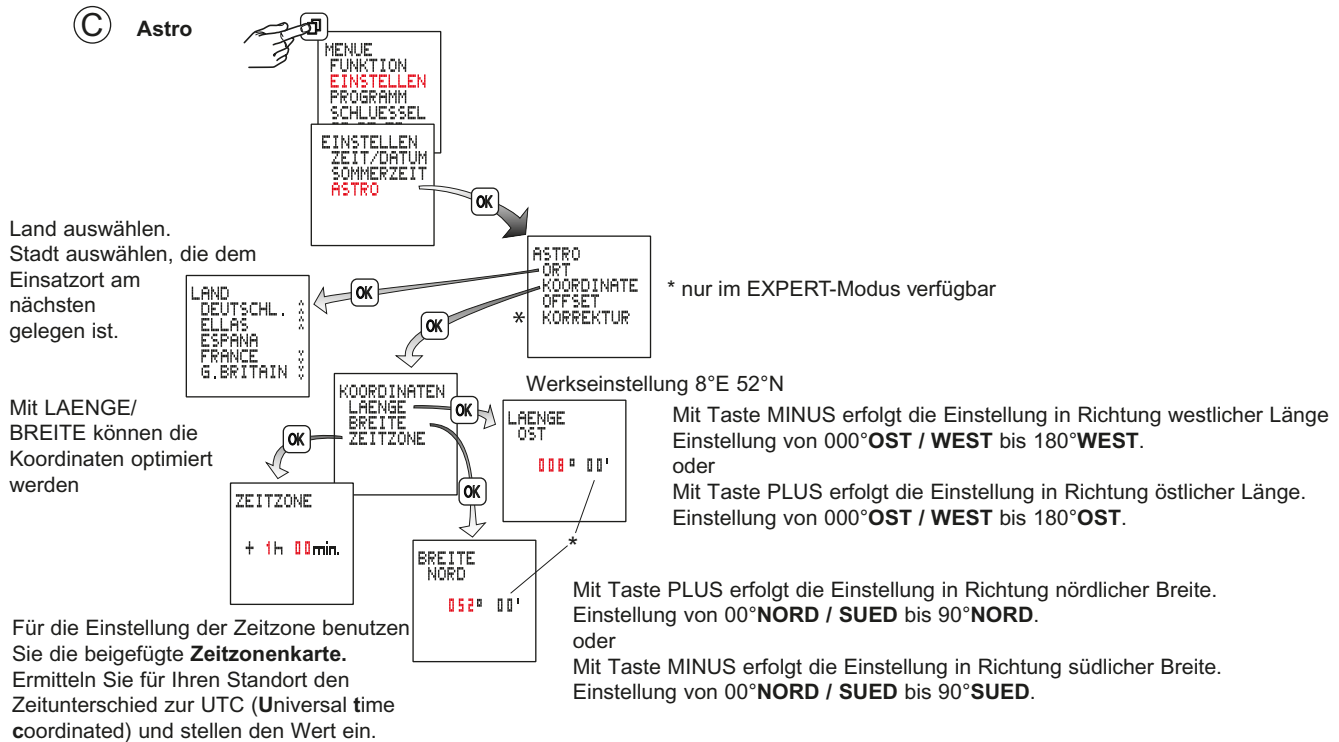 C Astro
MENUE
FUNKTION
EINSTELLEN
PROGRAMM
SCHLUESSEL
EINSTELLEN
ZEIT/DATUM
SOMMERZEIT
ASTRO
OK
Land auswählen.
Stadt auswählen, die dem
Einsatzort am
nächsten
gelegen ist.
LAND
DEUTSCHL.
ELLAS
ESPANA
FRANCE
G.BRITAIN
OK
ASTRO
ORT
KOORDINATE
OFFSET
* KORREKTUR
* nur im EXPERT-Modus verfügbar
OK
Mit LAENGE/
BREITE können die
Koordinaten optimiert
werden
KOORDINATEN
LAENGE
BREITE
ZEITZONE
OK
OK
OK
Werkseinstellung 8°E 52°N
LAENGE
OST
008° 00'
*
Mit Taste MINUS erfolgt die Einstellung in Richtung westlicher Länge
Einstellung von 000°OST / WEST bis 180°WEST.
oder
Mit Taste PLUS erfolgt die Einstellung in Richtung östlicher Länge.
Einstellung von 000°OST / WEST bis 180°OST.
ZEITZONE
+ 1h 00min.
BREITE
NORD
052° 00'
Mit Taste PLUS erfolgt die Einstellung in Richtung nördlicher Breite.
Einstellung von 00°NORD / SUED bis 90°NORD.
oder
Mit Taste MINUS erfolgt die Einstellung in Richtung südlicher Breite.
Einstellung von 00°NORD / SUED bis 90°SUED.
Für die Einstellung der Zeitzone benutzen
Sie die beigefügte Zeitzonenkarte.
Ermitteln Sie für Ihren Standort den
Zeitunterschied zur UTC (Universal time
coordinated) und stellen den Wert ein.